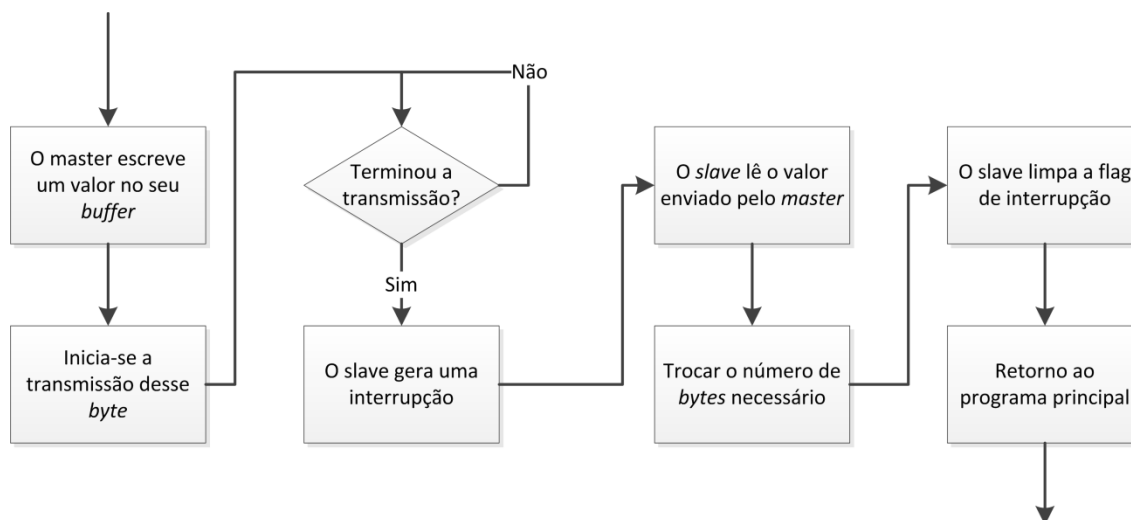 O master escreve
um valor no seu
buffer
Inicia-se a
transmissão desse
byte
Não
Terminou a
transmissão?
Sim
O slave gera uma
interrupção
O slave lê o valor
enviado pelo master
Trocar o número de
bytes necessário
O slave limpa a flag
de interrupção
Retorno ao
programa principal